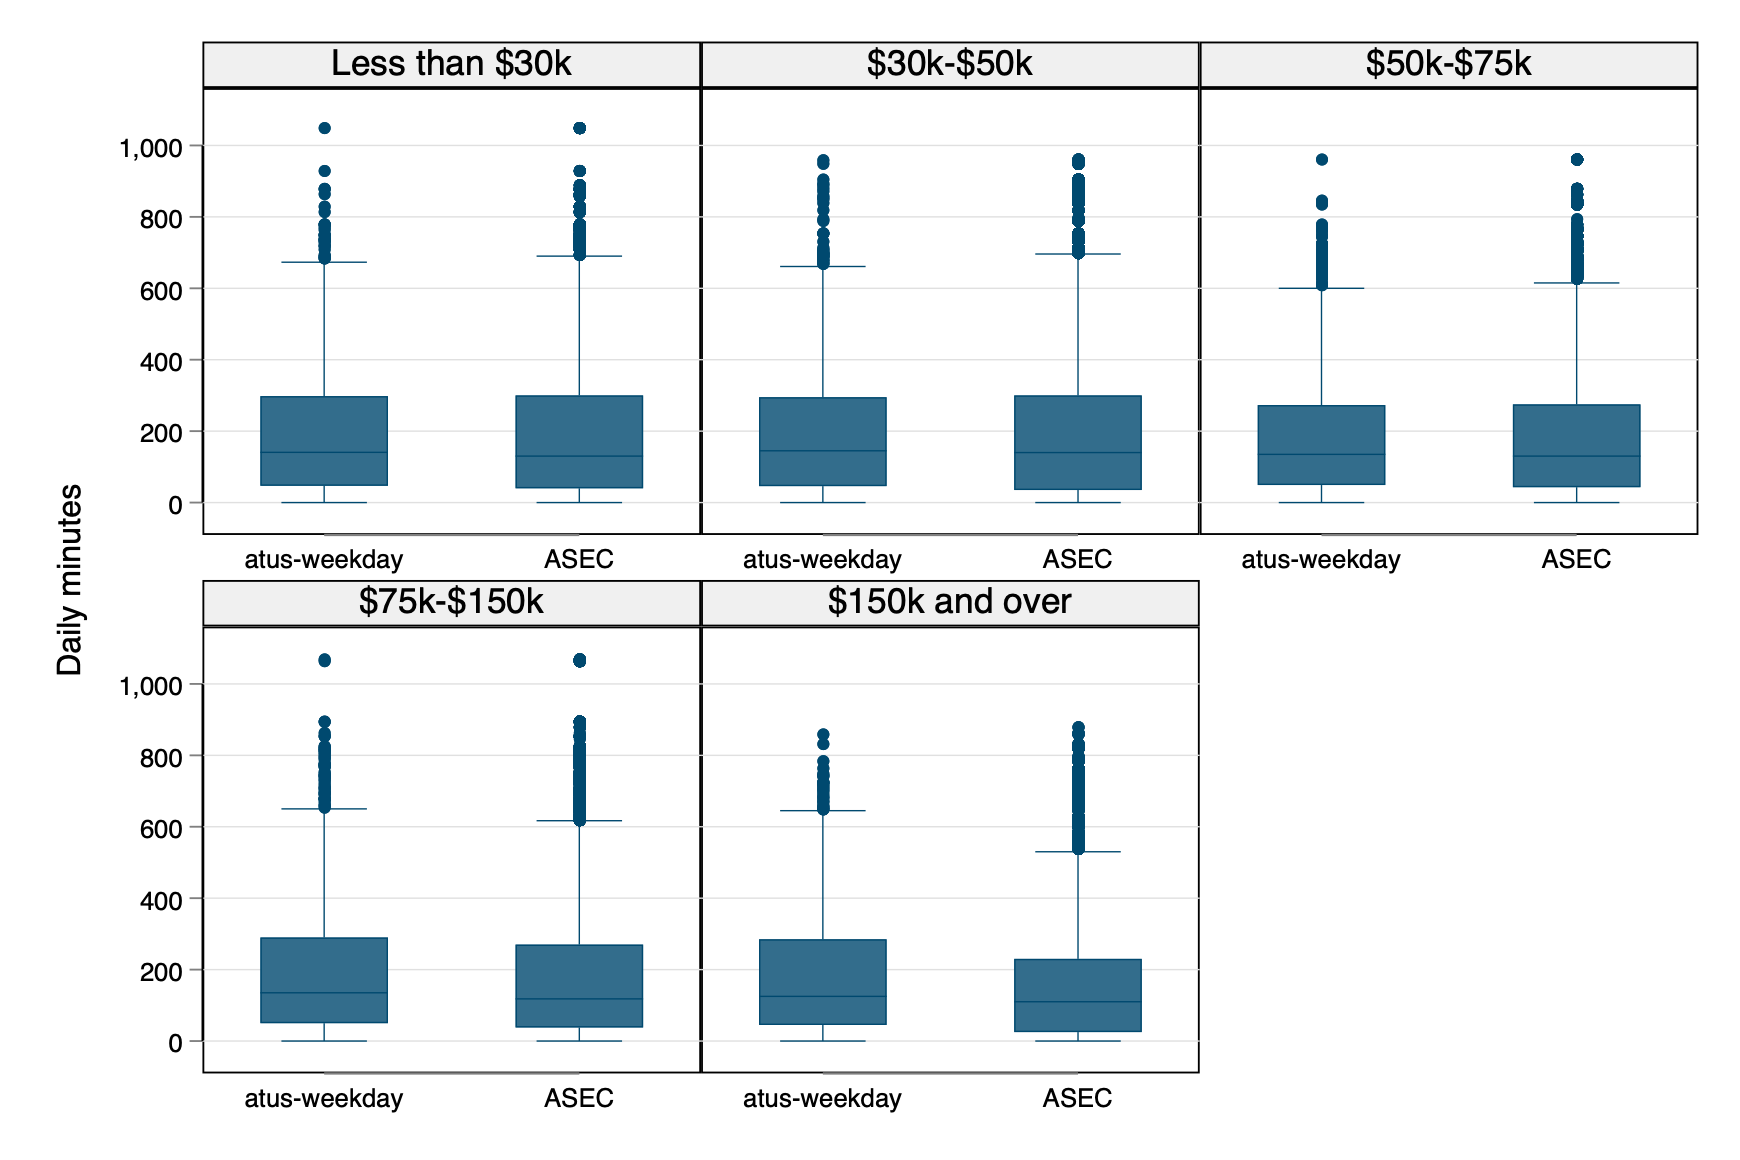 Less than $30k
$30k-$50k
$50k-$75k
1,000
800
600
400
200
0
atus-weekday
ASEC
atus-weekday
ASEC
atus-weekday
ASEC
Daily minutes
$75k-$150k
$150k and over
1,000
800
600
400
200
0
atus-weekday
ASEC
atus-weekday
ASEC